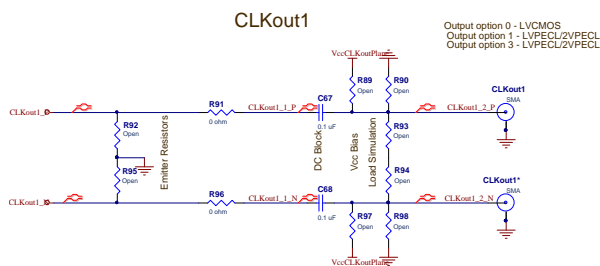 CLKout1
Output option 0 - LVCMOS
Output option 1 - LVPECL/2VPECL
Output option 3 - LVPECL/2VPECL
VccCLKoutPlane
R89
Open
R90
Open
CLKout1
SMA
R91
0 ohm
C67
0.1 uF
CLKout1_
CLKout1_1_P
CLKout1_2_P
R92
Open
Emitter Resistors
DC Block
Vcc Bias
Load Simulation
R93
Open
R95
Open
R94
Open
CLKout1*
SMA
R96
0 ohm
C68
0.1 uF
CLKout1_
CLKout1_1_N
CLKout1_2_N
R97
Open
R98
Open
VccCLKoutPlane